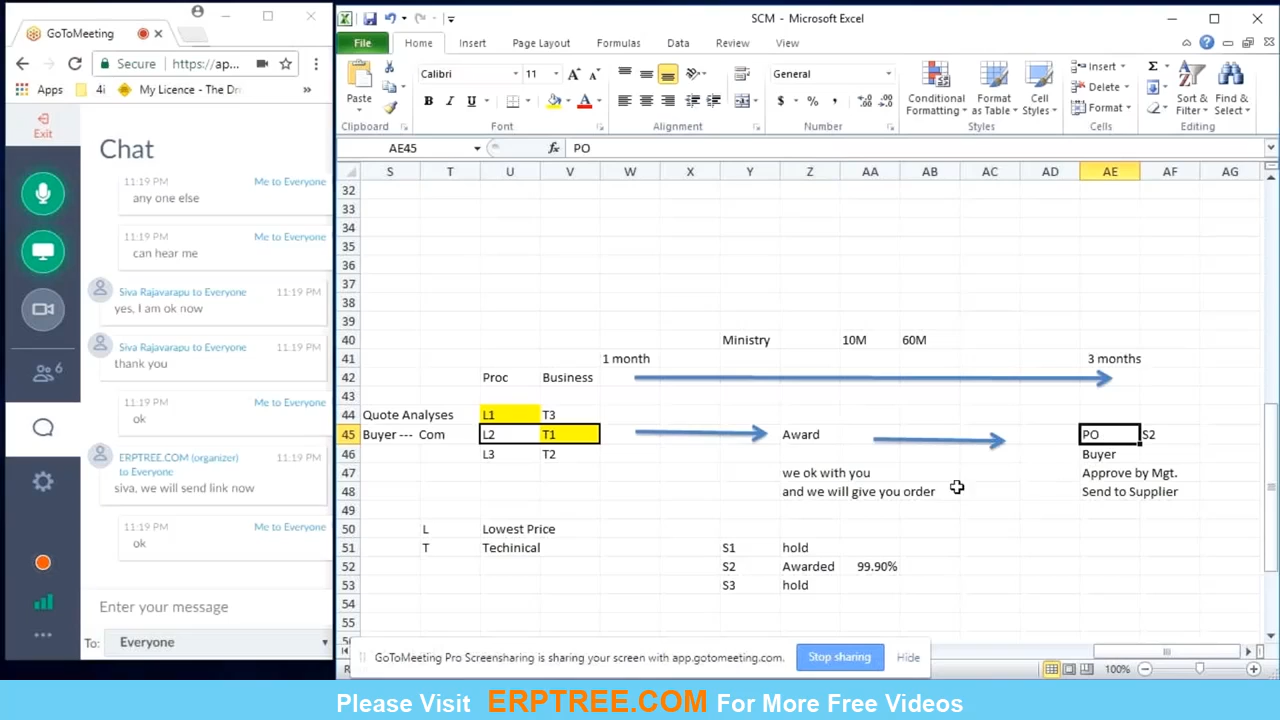 GoToMeeting
Secure https://ap...
Apps 4i My Licence - The Dr »
Exit
Chat
11:19 PM Me to Everyone
any one else
11:19 PM Me to Everyone
can hear me
Siva Rajavarapu to Everyone 11:19 PM
yes, I am ok now
Siva Rajavarapu to Everyone 11:19 PM
thank you
6
11:19 PM Me to Everyone
ok
ERPTREE.COM (organizer) 11:19 PM
to Everyone
siva, we will send link now
11:19 PM Me to Everyone
ok
Enter your message
To: Everyone
SCM - Microsoft Excel
File Home Insert Page Layout Formulas Data Review View
Paste Calibri 11 General Conditional Formatting Format as Table Cell Styles Insert Delete Format Sort & Filter Find & Select
Clipboard Font Alignment Number Styles Cells Editing
AE45 fx PO
S T U V W X Y Z AA AB AC AD AE AF AG
32
33
34
35
36
37
38
39
40 Ministry 10M 60M
41 1 month 3 months
42 Proc Business
43
44 Quote Analyses L1 T3
45 Buyer --- Com L2 T1 Award PO S2
46 L3 T2 Buyer
47 we ok with you Approve by Mgt.
48 and we will give you order Send to Supplier
49
50 L Lowest Price
51 T Techinical S1 hold
52 S2 Awarded 99.90%
53 S3 hold
54
55
GoToMeeting Pro Screensharing is sharing your screen with app.gotomeeting.com. Stop sharing Hide
100%
Please Visit ERPTREE.COM For More Free Videos